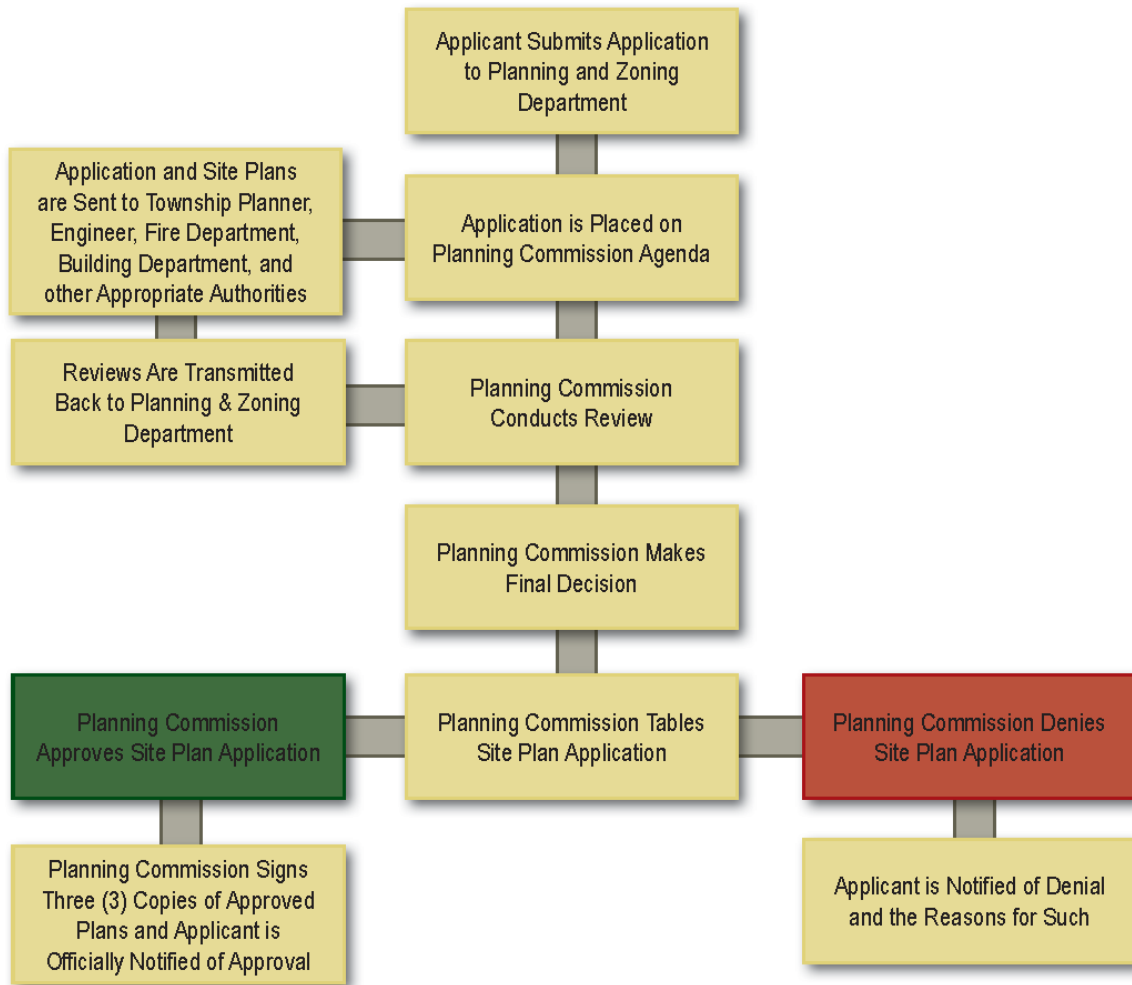 Applicant Submits Application
to Planning and Zoning
Department
Application and Site Plans
are Sent to Township Planner,
Engineer, Fire Department,
Building Department, and
other Appropriate Authorities
Application is Placed on
Planning Commission Agenda
Reviews Are Transmitted
Back to Planning & Zoning
Department
Planning Commission
Conducts Review
Planning Commission Makes
Final Decision
Planning Commission
Approves Site Plan Application
Planning Commission Tables
Site Plan Application
Planning Commission Denies
Site Plan Application
Planning Commission Signs
Three (3) Copies of Approved
Plans and Applicant is
Officially Notified of Approval
Applicant is Notified of Denial
and the Reasons for Such